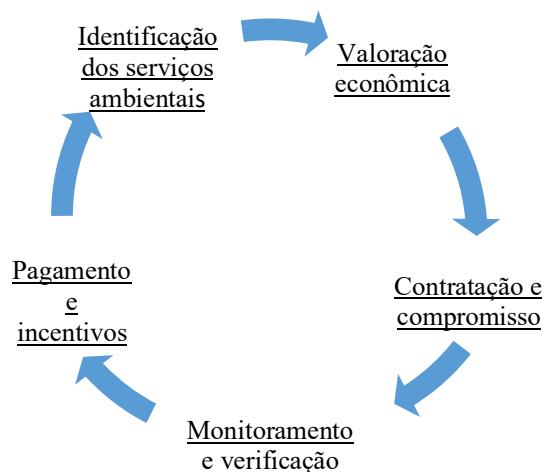 Identificação
dos serviços
ambientais
Valoração
econômica
Contratação e
compromisso
Monitoramento
e verificação
Pagamento
e
incentivos